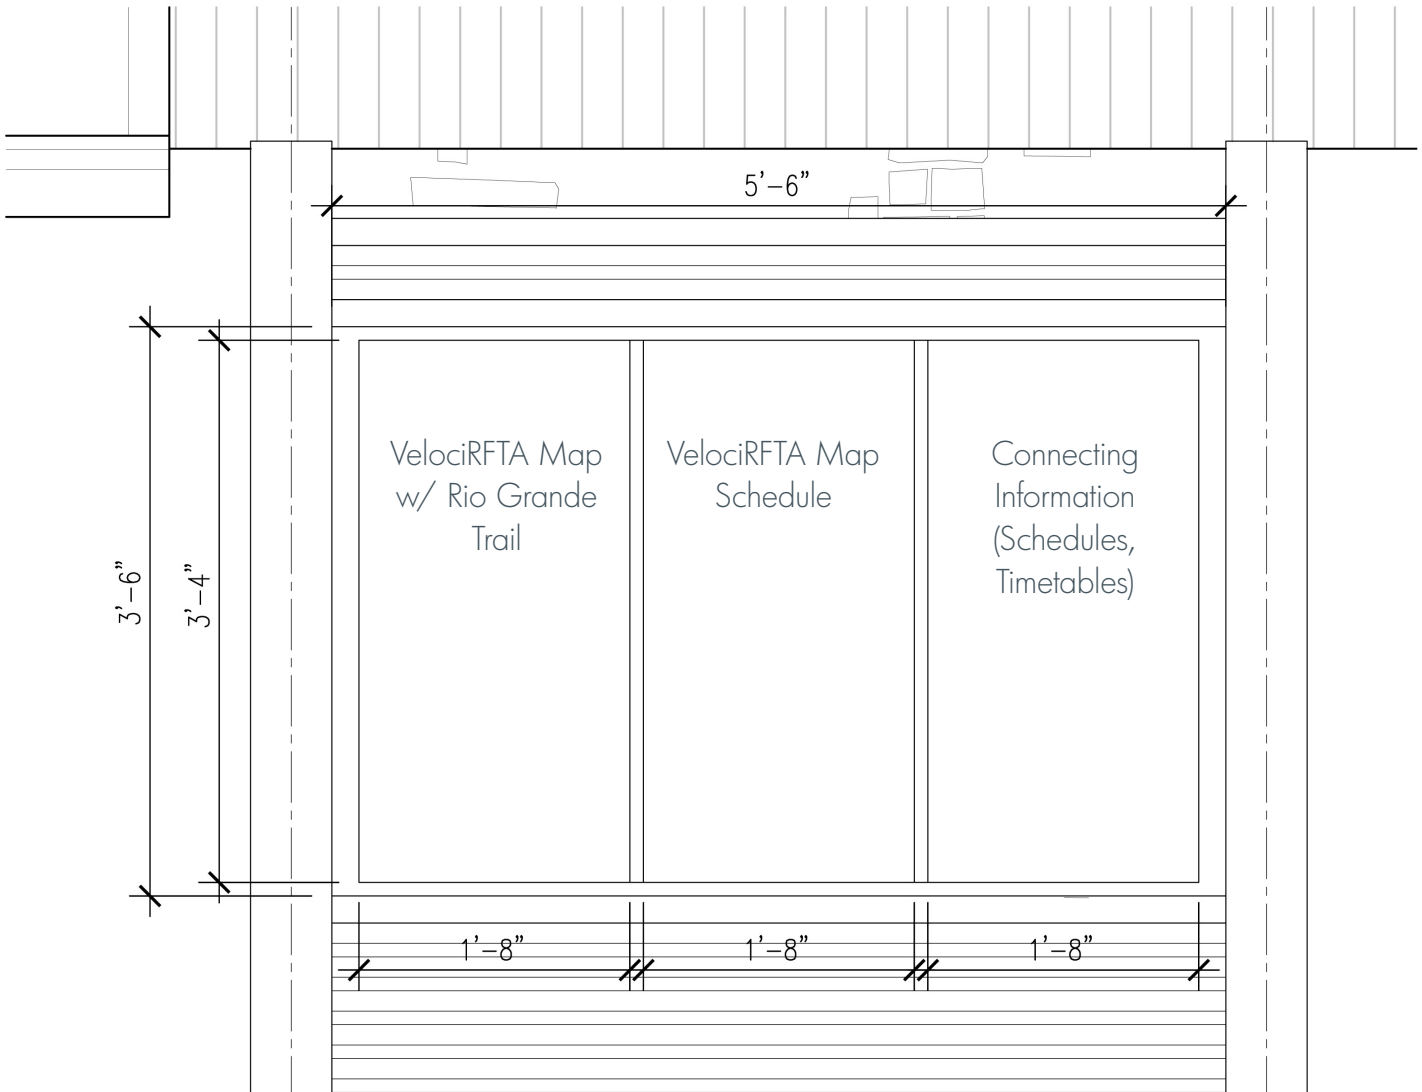 5’–6”
VelociRFTA Map
w/ Rio Grande
Trail
VelociRFTA Map
Schedule
Connecting
Information
(Schedules,
Timetables)
3’–6”
3’–4”
1’–8”
1’–8”
1’–8”